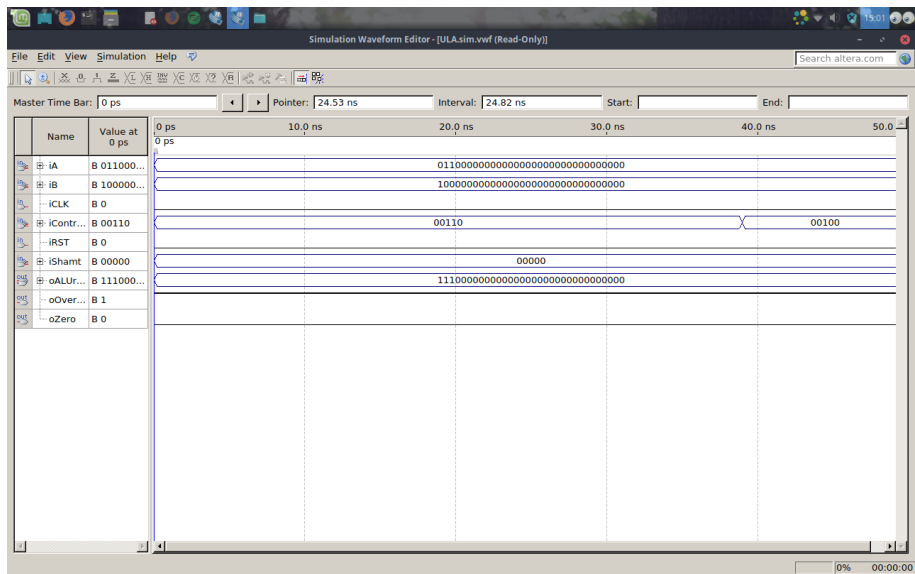 15:01
Simulation Waveform Editor - [ULA.sim.vwf (Read-Only)]
File Edit View Simulation Help
Search altera.com
Master Time Bar: 0 ps Pointer: 24.53 ns Interval: 24.82 ns Start: End:
Name Value at 0 ps 0 ps 10.0 ns 20.0 ns 30.0 ns 40.0 ns 50.0
0 ps
iA B 011000... 01100000000000000000000000000000
iB B 100000... 10000000000000000000000000000000
iCLK B 0
iContr... B 00110 00110 00100
iRST B 0
iShamt B 00000 00000
oALUr... B 111000... 11100000000000000000000000000000
oOver... B 1
oZero B 0
0% 00:00:00